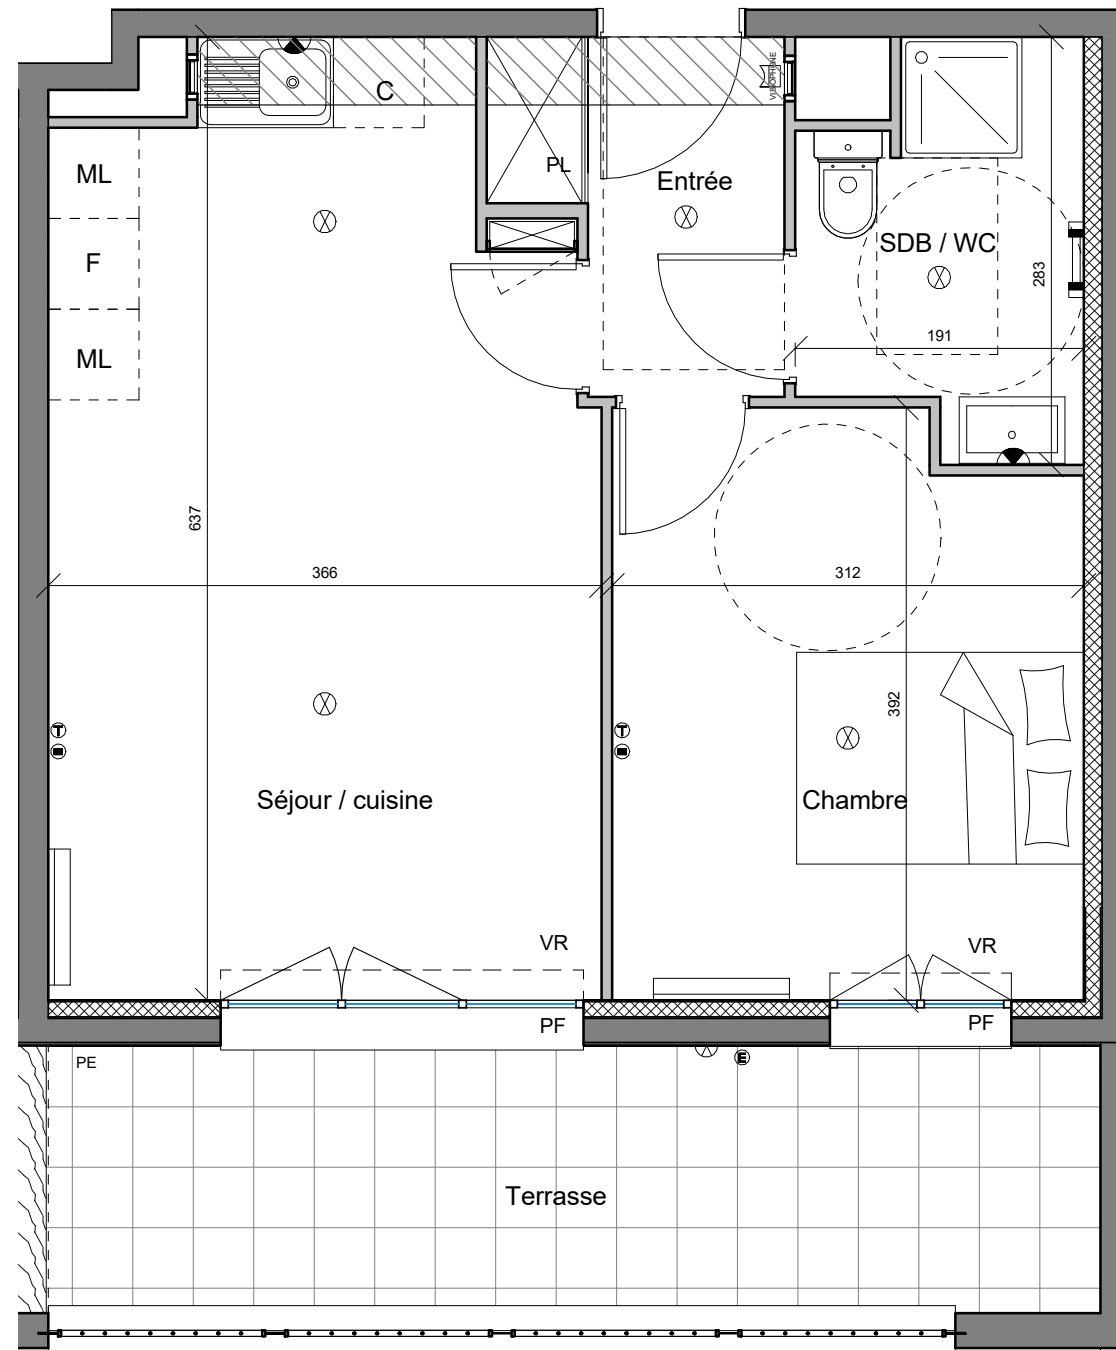 C
VISIOPHONE
PL
Entrée
ML
F
ML
SDB / WC
283
191
637
366
312
392
T
T
Séjour / cuisine
Chambre
VR
VR
PF
PF
PE
E
Terrasse